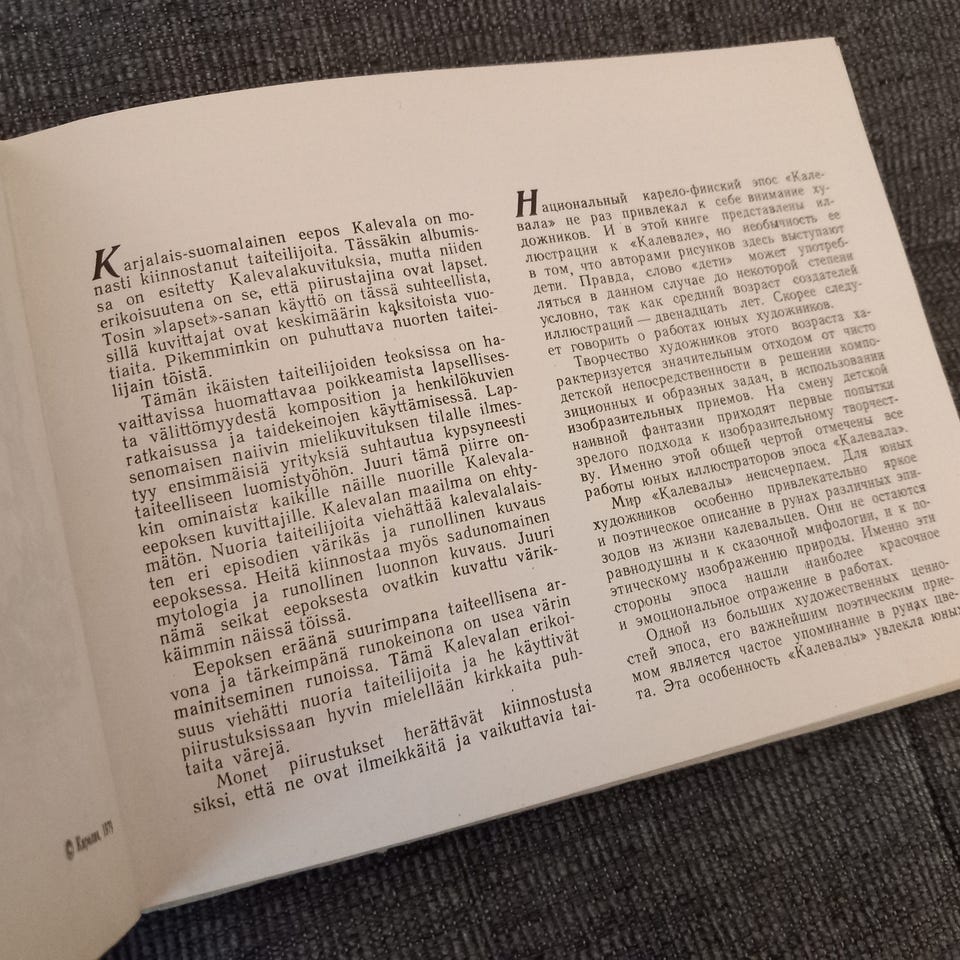 Karjalais-suomalainen eepos Kalevala on mo-
nasti kiinnostanut taiteilijoita. Tässäkin albumis-
sa on esitetty Kalevalakuvituksia, mutta niiden
erikoisuutena on se, että piirustajina ovat lapset.
Tosin »lapset»-sanan käyttö on tässä suhteellista,
sillä kuvittajat ovat keskimäärin kaksitoista vuo-
tiaita. Pikemminkin on puhuttava nuorten taitei-
lijain töistä.
Tämän ikäisten taiteilijoiden teoksissa on ha-
vaittavissa huomattavaa poikkeamista lapsellises-
ta välittömyydestä komposition ja henkilökuvien
ratkaisussa ja taidekeinojen käyttämisessä. Lap-
senomaisen naiivin mielikuvituksen tilalle ilmes-
tyy ensimmäisiä yrityksiä suhtautua kypsyneesti
taiteelliseen luomistyöhön. Juuri tämä piirre on-
kin ominaista kaikille näille nuorille Kalevala-
eepoksen kuvittajille. Kalevalan maailma on ehty-
mätön. Nuoria taiteilijoita viehättää kalevalalais-
ten eri episodien värikäs ja runollinen kuvaus
eepoksessa. Heitä kiinnostaa myös sadunomainen
mytologia ja runollinen luonnon kuvaus. Juuri
nämä seikat eepoksesta ovatkin kuvattu värik-
käimmin näissä töissä.
Eepoksen eräänä suurimpana taiteellisena ar-
vona ja tärkeimpänä runokeinona on usea värin
mainitseminen runoissa. Tämä Kalevalan erikoi-
suus viehätti nuoria taiteilijoita ja he käyttivät
piirustuksissaan hyvin mielellään kirkkaita puh-
taita värejä.
Monet piirustukset herättävät kiinnostusta
siksi, että ne ovat ilmeikkäitä ja vaikuttavia tai-
Национальный карело-финский эпос «Кале-
вала» не раз привлекал к себе внимание ху-
дожников. И в этой книге представлены ил-
люстрации к «Калевале», но необычность ее
в том, что авторами рисунков здесь выступают
дети. Правда, слово «дети» может употреб-
ляться в данном случае до некоторой степени
условно, так как средний возраст создателей
иллюстраций — двенадцать лет. Скорее следу-
ет говорить о работах юных художников.
Творчество художников этого возраста ха-
рактеризуется значительным отходом от чисто
детской непосредственности в решении компо-
зиционных и образных задач, в использовании
изобразительных приемов. На смену детской
наивной фантазии приходят первые попытки
зрелого подхода к изобразительному творчест-
ву. Именно этой общей чертой отмечены все
работы юных иллюстраторов эпоса «Калевала».
Мир «Калевалы» неисчерпаем. Для юных
художников особенно привлекательно яркое
и поэтическое описание в рунах различных эпи-
зодов из жизни калевальцев. Они не остаются
равнодушны и к сказочной мифологии, и к по-
этическому изображению природы. Именно эти
стороны эпоса нашли наиболее красочное
и эмоциональное отражение в работах.
Одной из больших художественных ценно-
стей эпоса, его важнейшим поэтическим прие-
мом является частое упоминание в рунах цве-
та. Эта особенность «Калевалы» увлекла юных
© Карелия, 1979